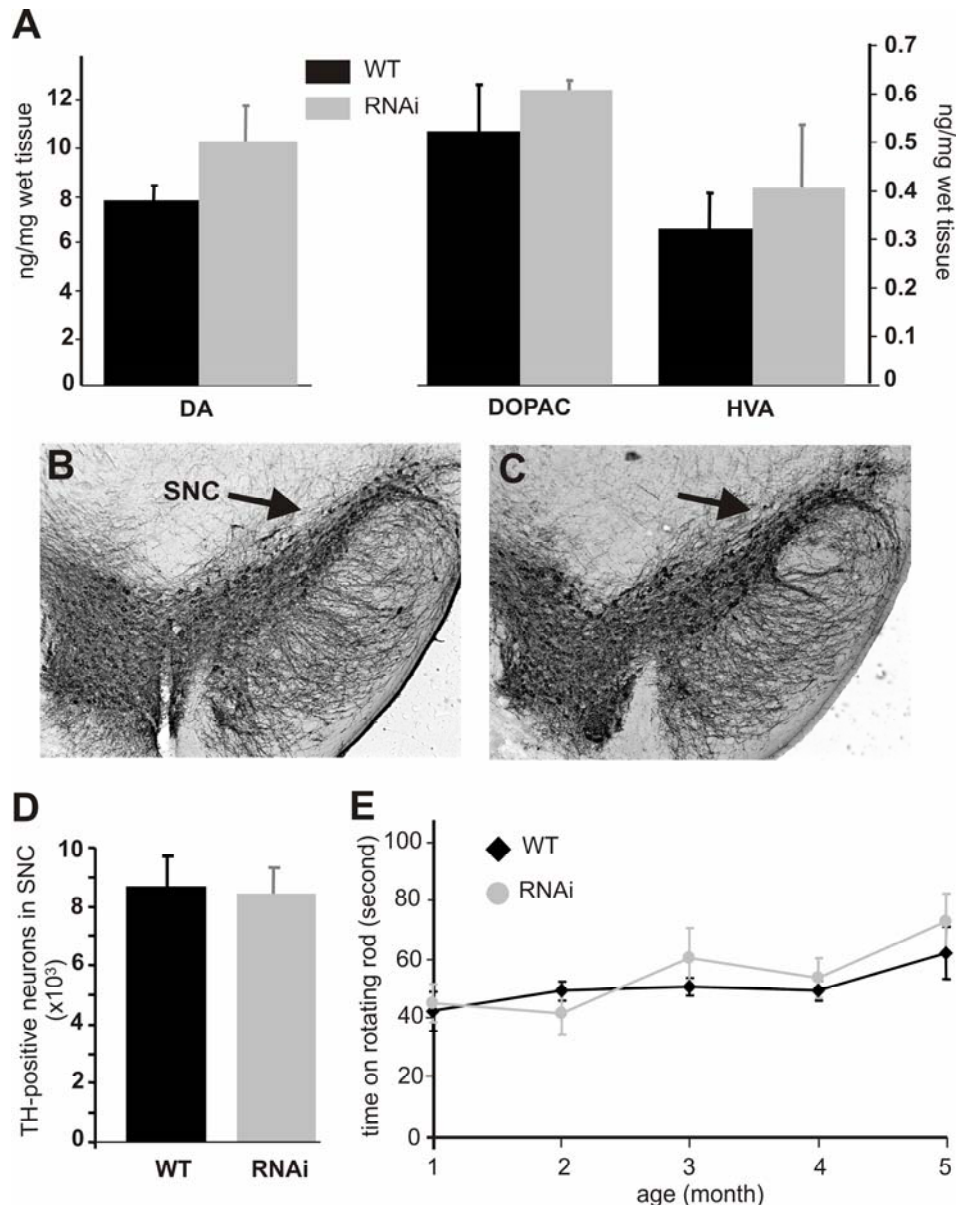 A
WT
RNAi
ng/mg wet tissue
12
10
8
6
4
2
0
0.7
0.6
0.5
0.4
0.3
0.2
0.1
0
ng/mg wet tissue
DA
DOPAC
HVA
B
SNC
C
D
TH-positive neurons in SNC
(x10³)
10
8
6
4
2
0
WT
RNAi
E
WT
RNAi
time on rotating rod (second)
100
80
60
40
20
0
1
2
3
4
5
age (month)